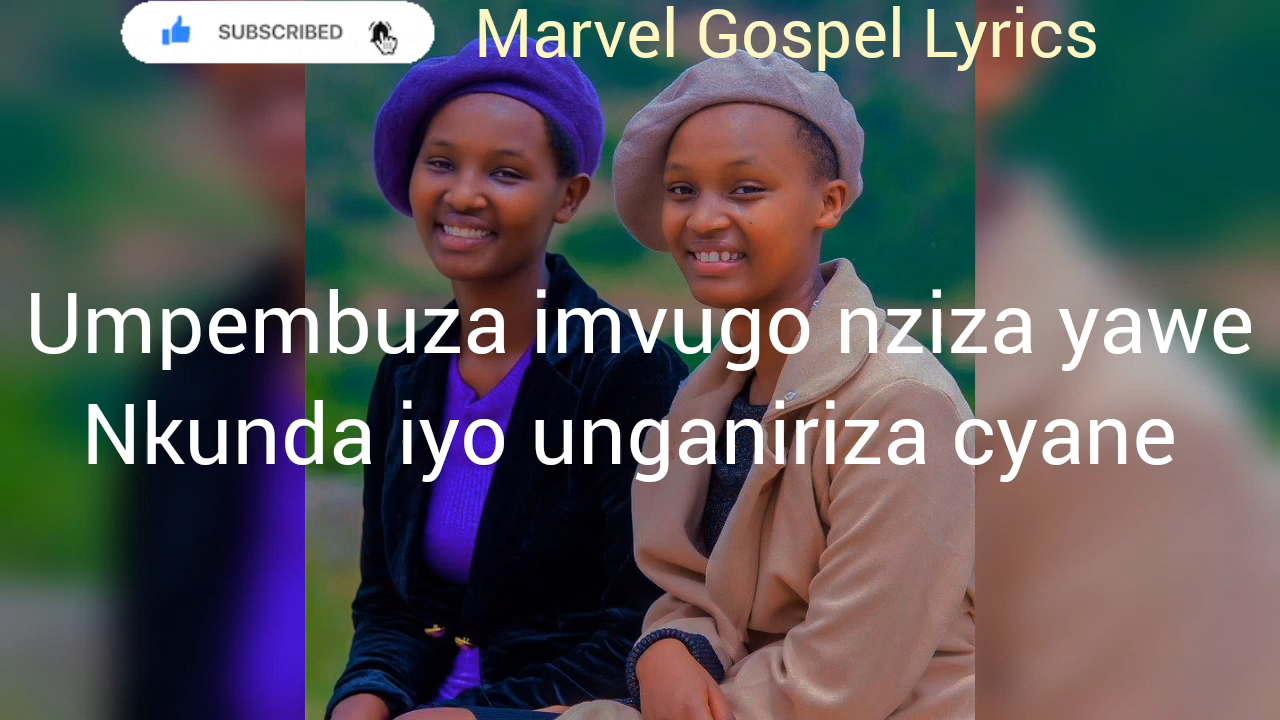 SUBSCRIBED
Marvel Gospel Lyrics
Umpembuza imvugo nziza yawe
Nkunda iyo unganiriza cyane